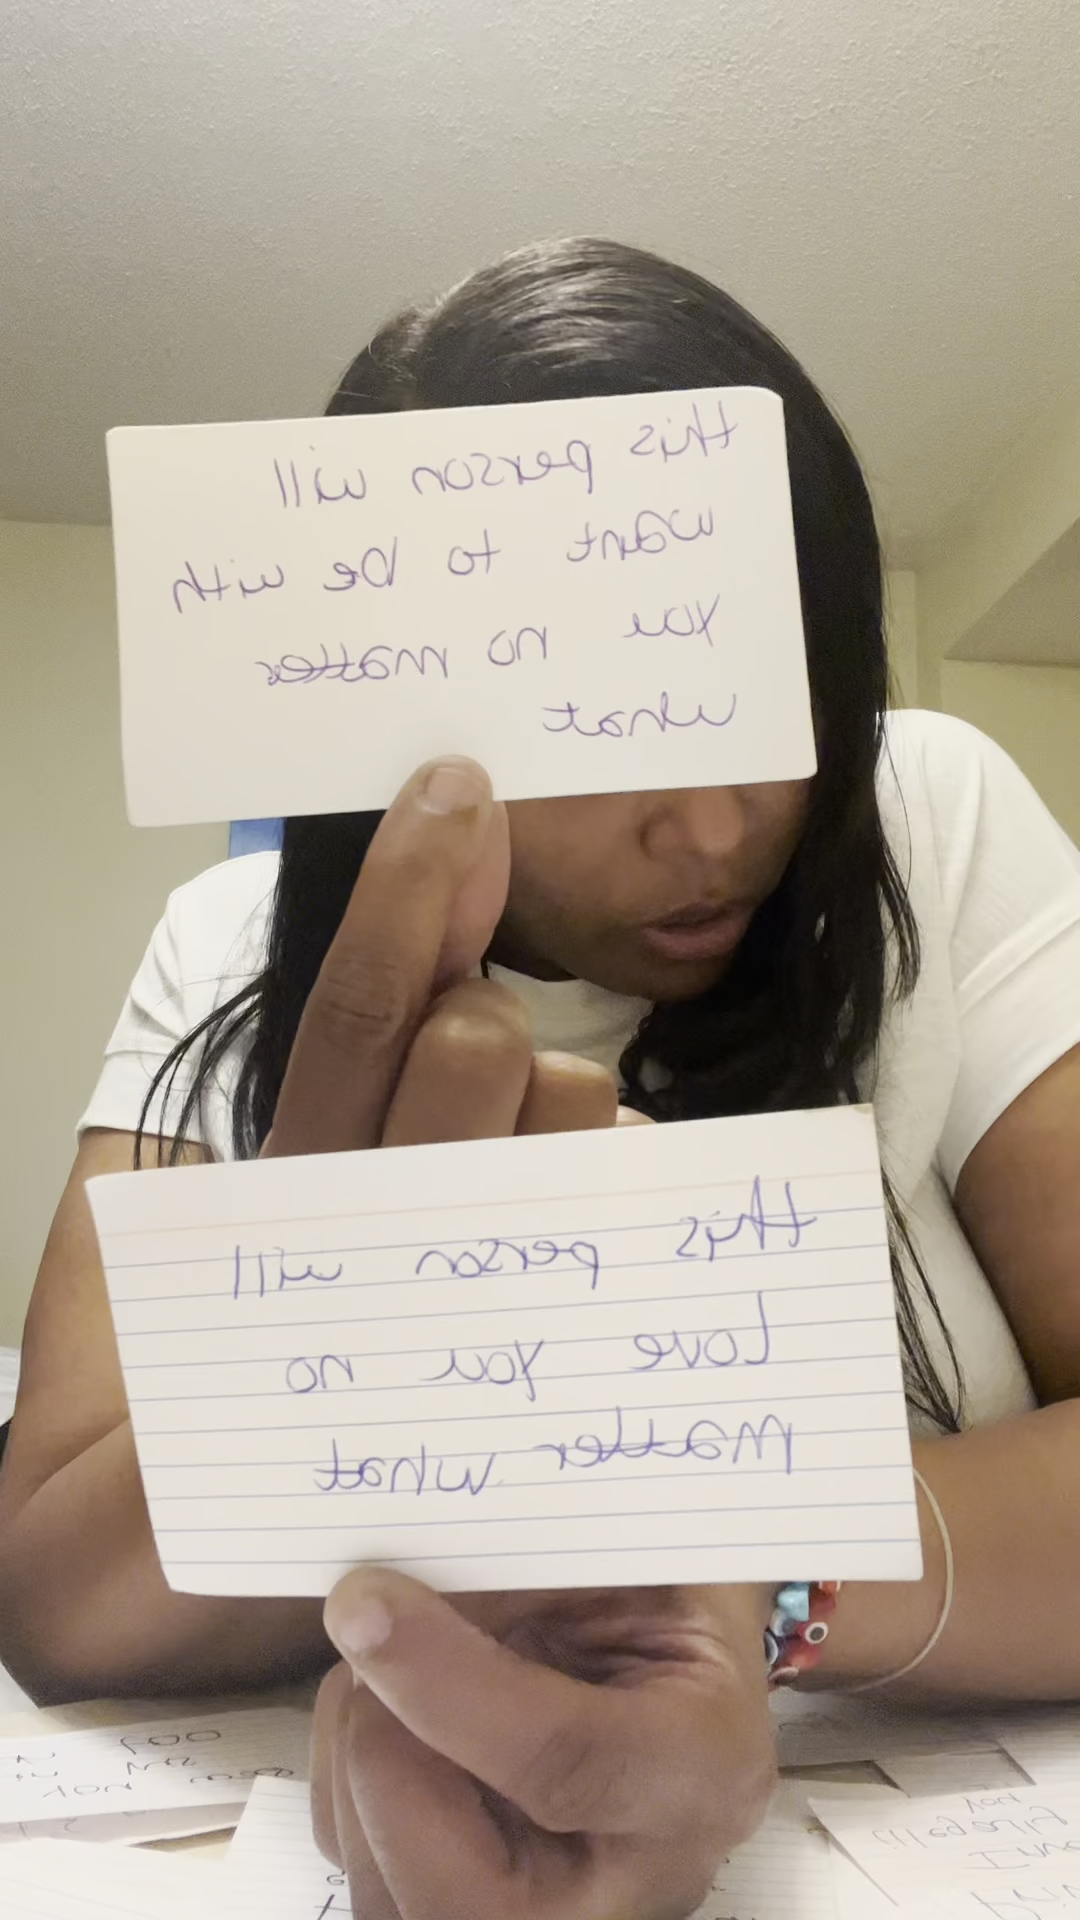 this person will
want to be with
you no matter
what
this person will
Love you no
matter what